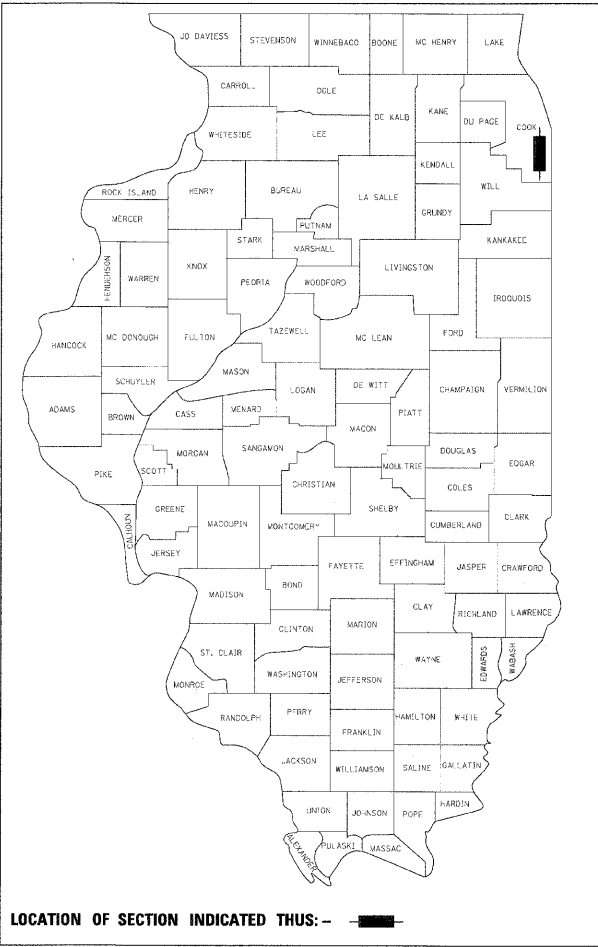 JO DAVIESS STEVENSON WINNEBAGO BOONE MC HENRY LAKE
CARROLL OGLE
DE KALB KANE DU PAGE COOK
WHITESIDE LEE
KENDALL
WILL
ROCK ISLAND HENRY BUREAU LA SALLE
MERCER GRUNDY
PUTNAM
STARK MARSHALL KANKAKEE
HENDERSON WARREN KNOX PEORIA WOODFORD LIVINGSTON
IROQUOIS
HANCOCK MC DONOUGH FULTON TAZEWELL MC LEAN FORD
MASON
SCHUYLER LOGAN DE WITT CHAMPAIGN VERMILION
ADAMS BROWN CASS MENARD PIATT
MACON
MORGAN SANGAMON DOUGLAS
PIKE SCOTT MOULTRIE EDGAR
CHRISTIAN COLES
GREENE MACOUPIN MONTGOMERY SHELBY CLARK
CALHOUN CUMBERLAND
JERSEY
FAYETTE EFFINGHAM JASPER CRAWFORD
MADISON BOND
CLAY RICHLAND LAWRENCE
CLINTON MARION
ST. CLAIR WAYNE EDWARDS WABASH
WASHINGTON JEFFERSON
MONROE
RANDOLPH PERRY HAMILTON WHITE
FRANKLIN
JACKSON WILLIAMSON SALINE GALLATIN
HARDIN
UNION JOHNSON POPE
ALEXANDER PULASKI MASSAC
LOCATION OF SECTION INDICATED THUS: -